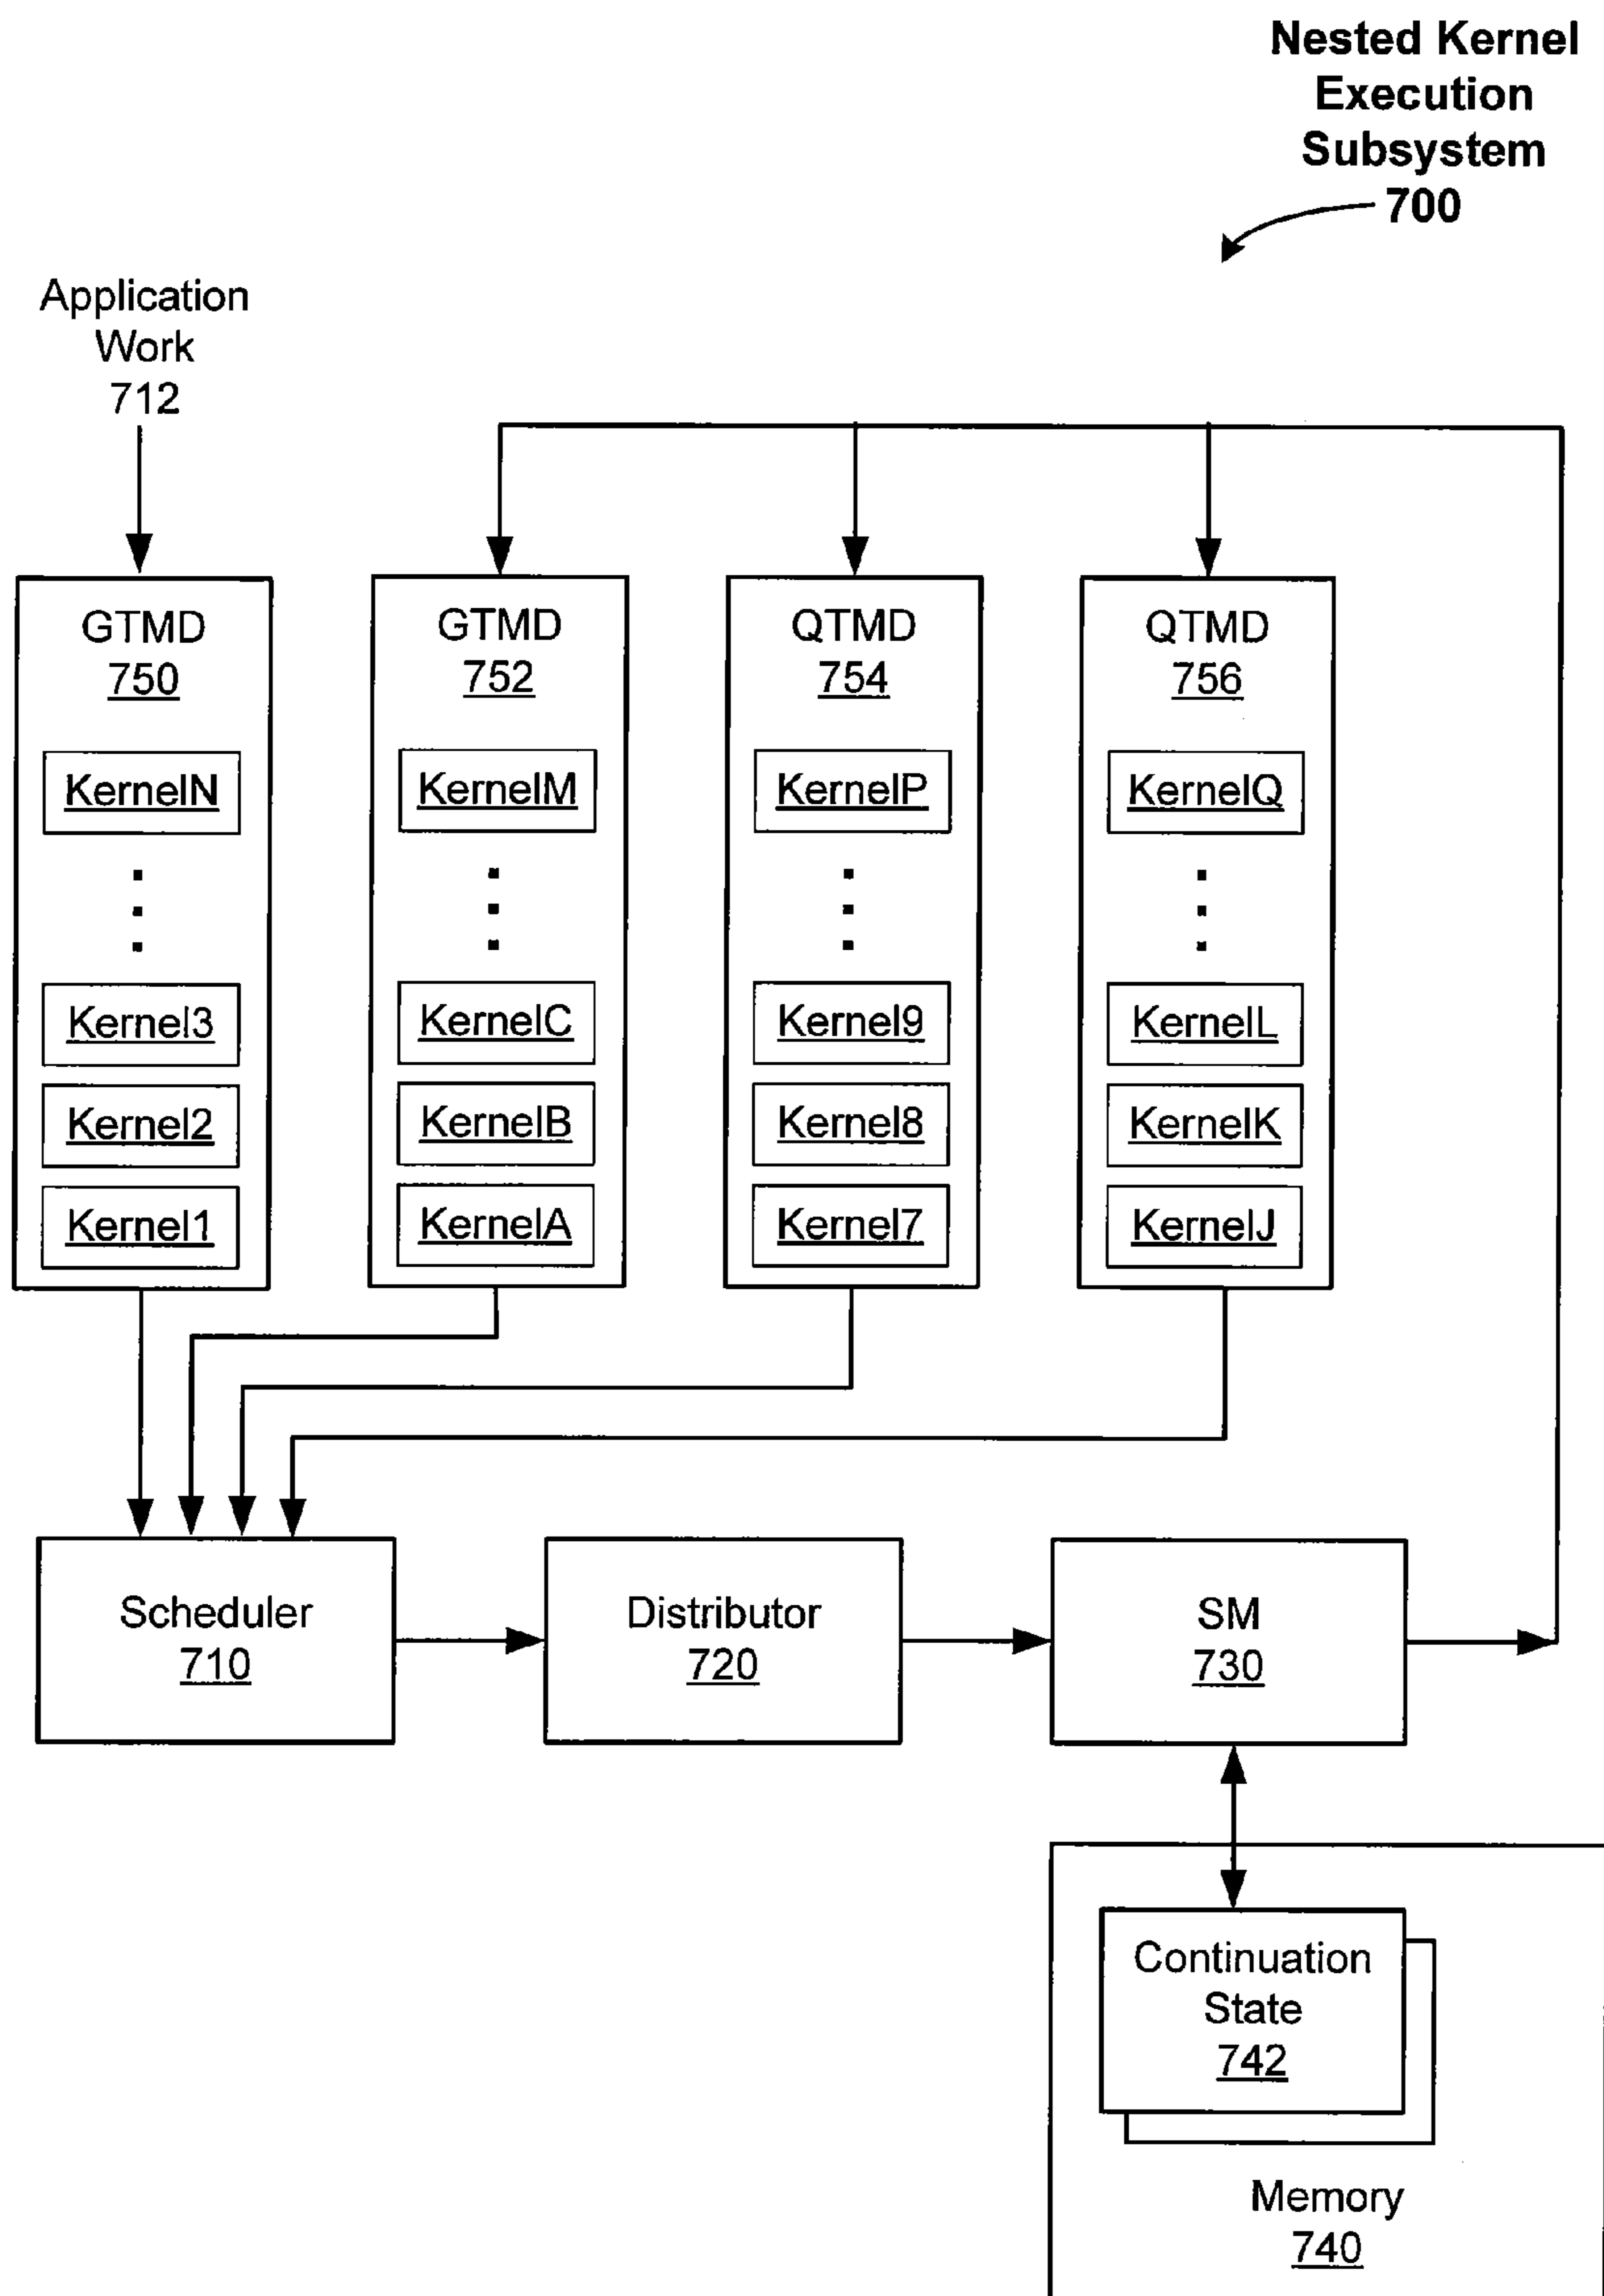 Nested Kernel
Execution
Subsystem
700
Application
Work
712
GTMD
750
KernelN
Kernel3
Kernel2
Kernel1
GTMD
752
KernelM
KernelC
KernelB
KernelA
QTMD
754
KernelP
Kernel9
Kernel8
Kernel7
QTMD
756
KernelQ
KernelL
KernelK
KernelJ
Scheduler
710
Distributor
720
SM
730
Continuation
State
742
Memory
740